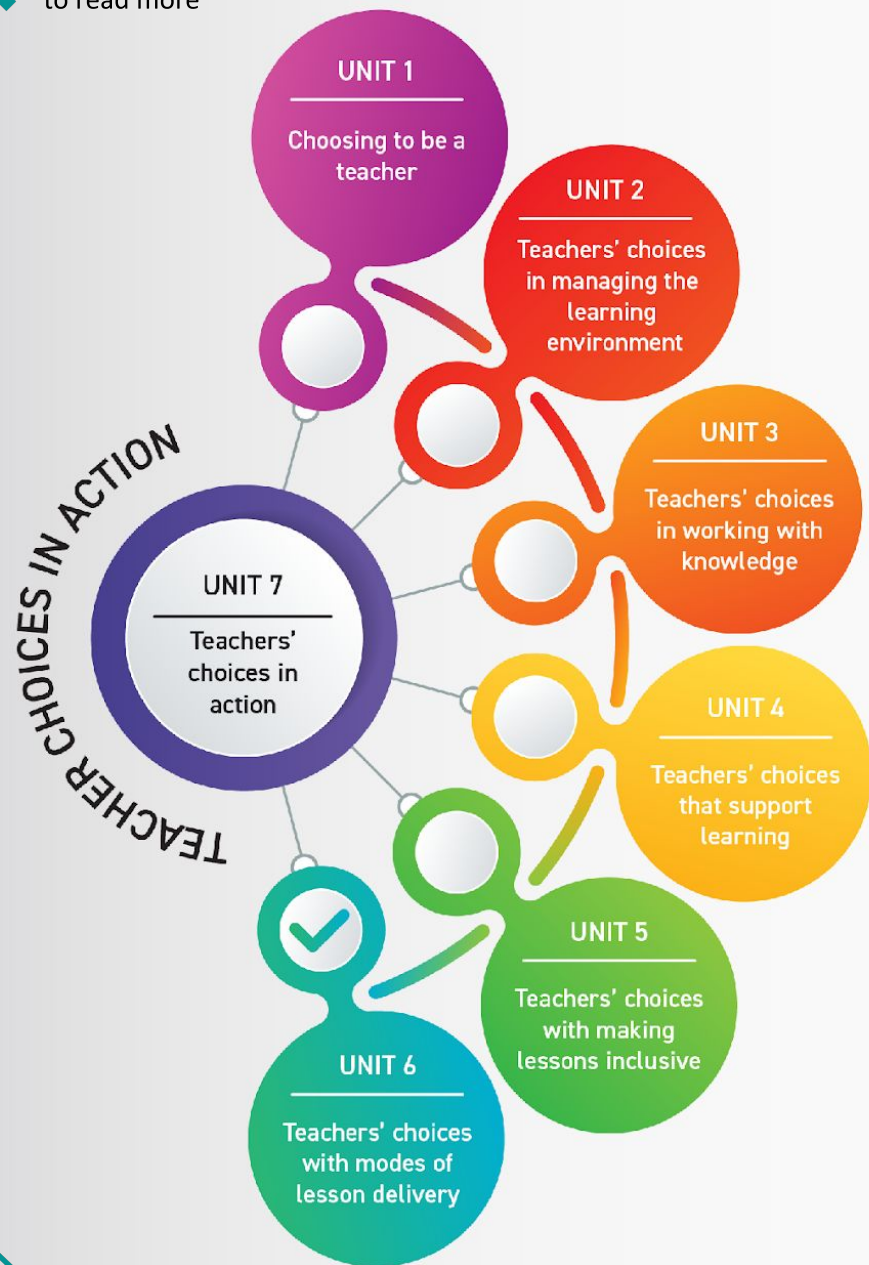 to read more
UNIT 1
Choosing to be a
teacher
UNIT 2
Teachers' choices
in managing the
learning
environment
UNIT 3
Teachers' choices
in working with
knowledge
TEACHER CHOICES IN ACTION
UNIT 7
Teachers'
choices in
action
UNIT 4
Teachers' choices
that support
learning
UNIT 5
Teachers' choices
with making
lessons inclusive
UNIT 6
Teachers' choices
with modes of
lesson delivery